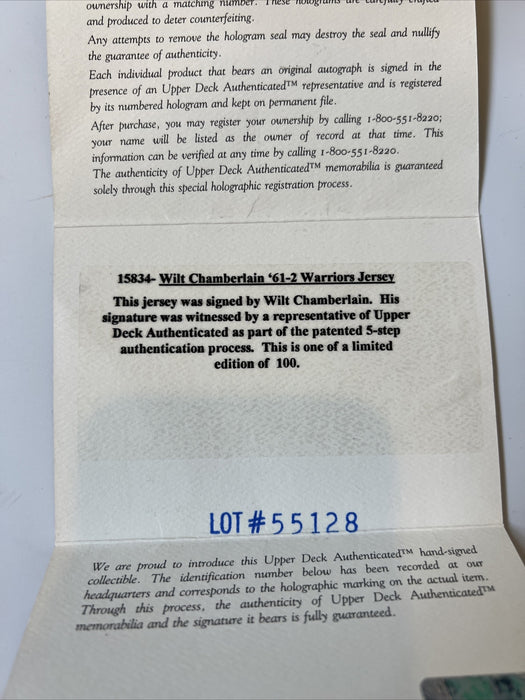 ownership with a matching number. These holograms are carefully crafted
and produced to deter counterfeiting.
Any attempts to remove the hologram seal may destroy the seal and nullify
the guarantee of authenticity.
Each individual product that bears an original autograph is signed in the
presence of an Upper Deck Authenticated™ representative and is registered
by its numbered hologram and kept on permanent file.
After purchase, you may register your ownership by calling 1-800-551-8220;
your name will be listed as the owner of record at that time. This
information can be verified at any time by calling 1-800-551-8220.
The authenticity of Upper Deck Authenticated™ memorabilia is guaranteed
solely through this special holographic registration process.
15834- Wilt Chamberlain '61-2 Warriors Jersey
This jersey was signed by Wilt Chamberlain. His
signature was witnessed by a representative of Upper
Deck Authenticated as part of the patented 5-step
authentication process. This is one of a limited
edition of 100.
LOT # 55128
We are proud to introduce this Upper Deck Authenticated™ hand-signed
collectible. The identification number below has been recorded at our
headquarters and corresponds to the holographic marking on the actual item.
Through this process, the authenticity of Upper Deck Authenticated™
memorabilia and the signature it bears is fully guaranteed.